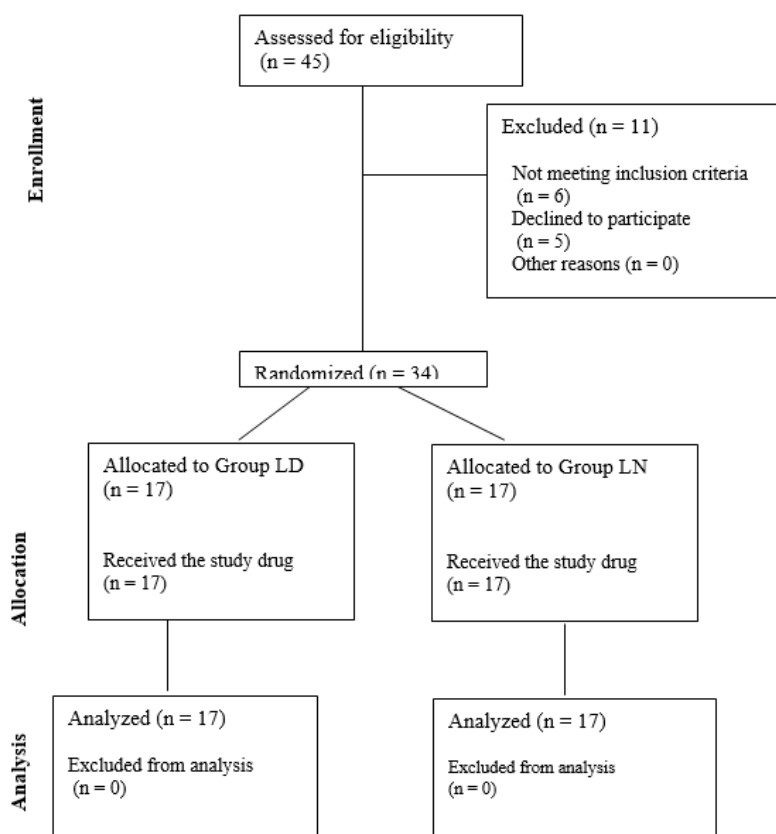 Assessed for eligibility
(n = 45)
Enrollment
Excluded (n = 11)
Not meeting inclusion criteria
(n = 6)
Declined to participate
(n = 5)
Other reasons (n = 0)
Randomized (n = 34)
Allocated to Group LD
(n = 17)
Received the study drug
(n = 17)
Allocated to Group LN
(n = 17)
Received the study drug
(n = 17)
Allocation
Analyzed (n = 17)
Excluded from analysis
(n = 0)
Analyzed (n = 17)
Excluded from analysis
(n = 0)
Analysis